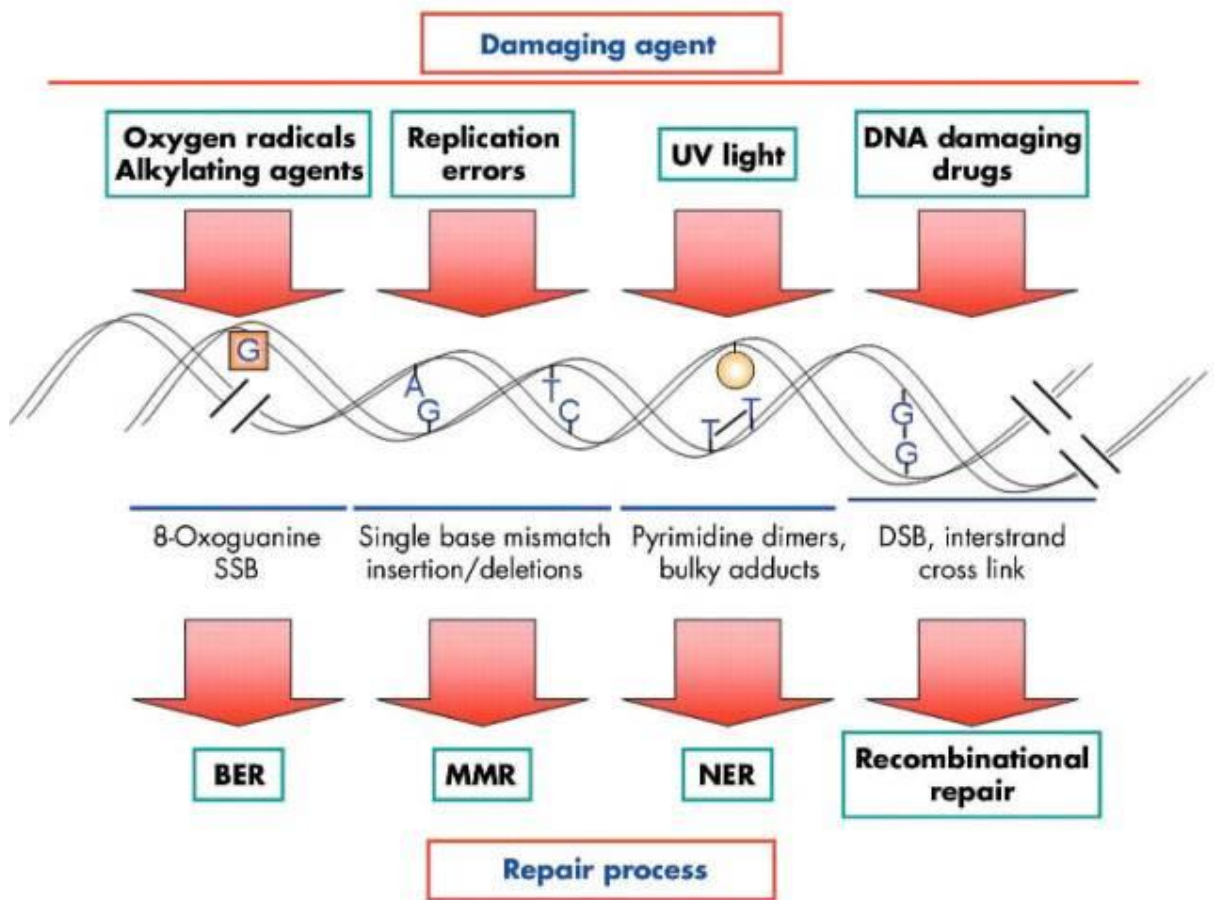 Damaging agent
Oxygen radicals
Alkylating agents
Replication
errors
UV light
DNA damaging
drugs
G
A
G
T
C
T
T
G
G
8-Oxoguanine
SSB
Single base mismatch
insertion/deletions
Pyrimidine dimers,
bulky adducts
DSB, interstrand
cross link
BER
MMR
NER
Recombinational
repair
Repair process